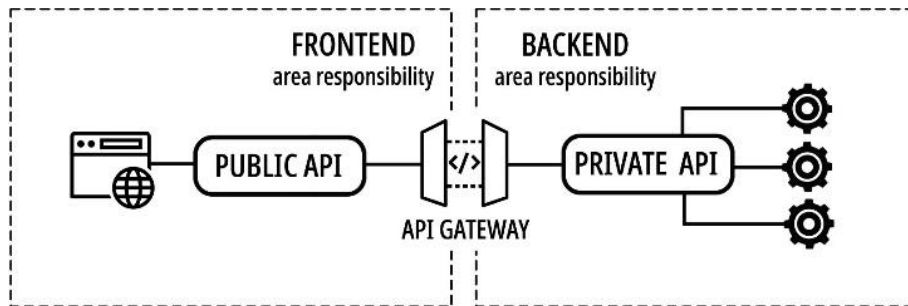 FRONTEND
area responsibility
BACKEND
area responsibility
PUBLIC API
</>
PRIVATE API
API GATEWAY